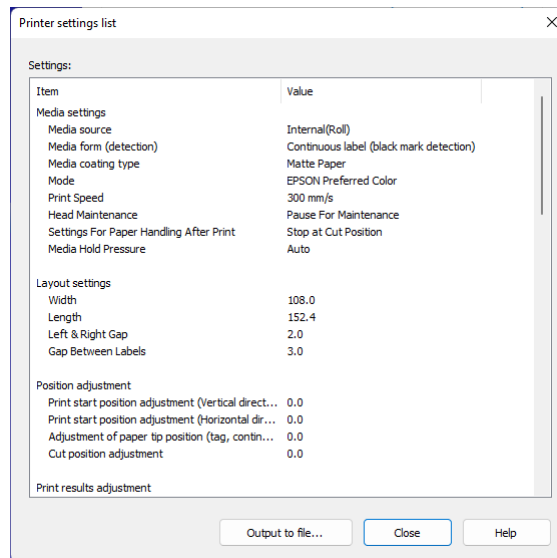 Printer settings list
Settings:
Item Value
Media settings
Media source Internal(Roll)
Media form (detection) Continuous label (black mark detection)
Media coating type Matte Paper
Mode EPSON Preferred Color
Print Speed 300 mm/s
Head Maintenance Pause For Maintenance
Settings For Paper Handling After Print Stop at Cut Position
Media Hold Pressure Auto
Layout settings
Width 108.0
Length 152.4
Left & Right Gap 2.0
Gap Between Labels 3.0
Position adjustment
Print start position adjustment (Vertical direct... 0.0
Print start position adjustment (Horizontal dir... 0.0
Adjustment of paper tip position (tag, contin... 0.0
Cut position adjustment 0.0
Print results adjustment
Output to file... Close Help